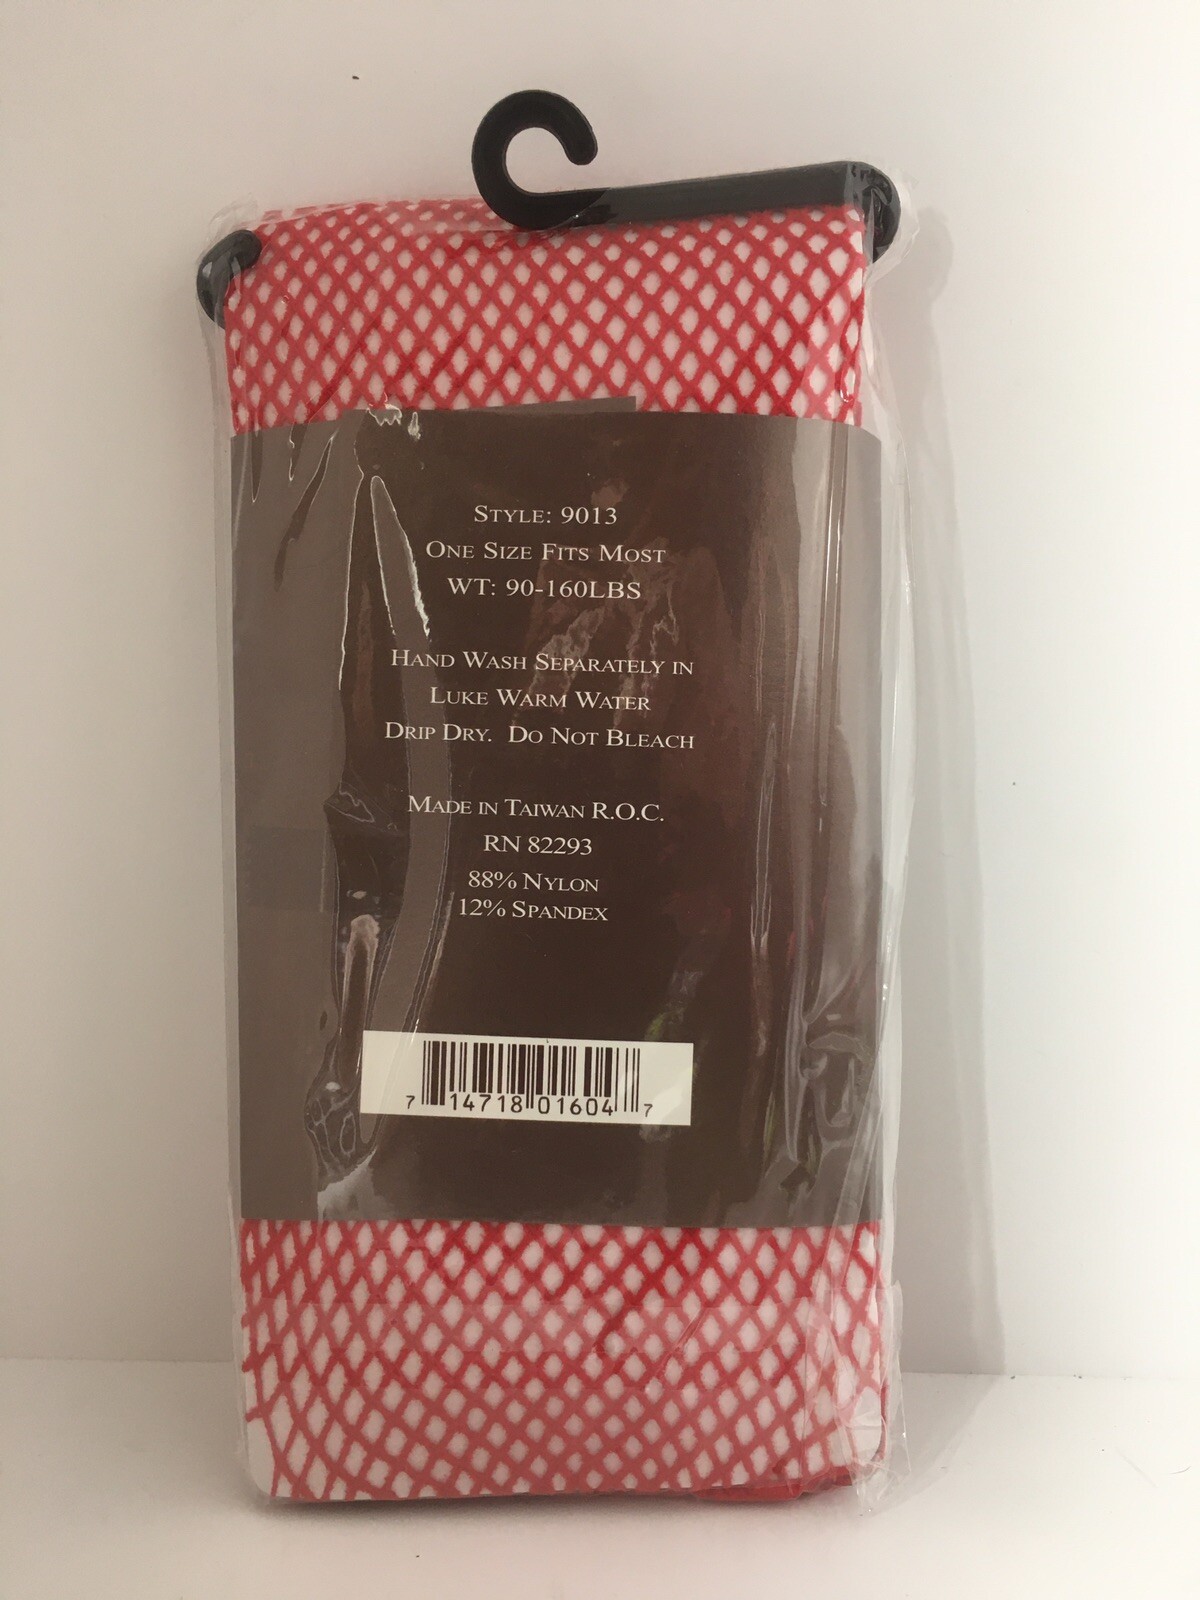 STYLE: 9013
ONE SIZE FITS MOST
WT: 90-160LBS
HAND WASH SEPARATELY IN
LUKE WARM WATER
DRIP DRY. DO NOT BLEACH
MADE IN TAIWAN R.O.C.
RN 82293
88% NYLON
12% SPANDEX
7 14718 01604 7